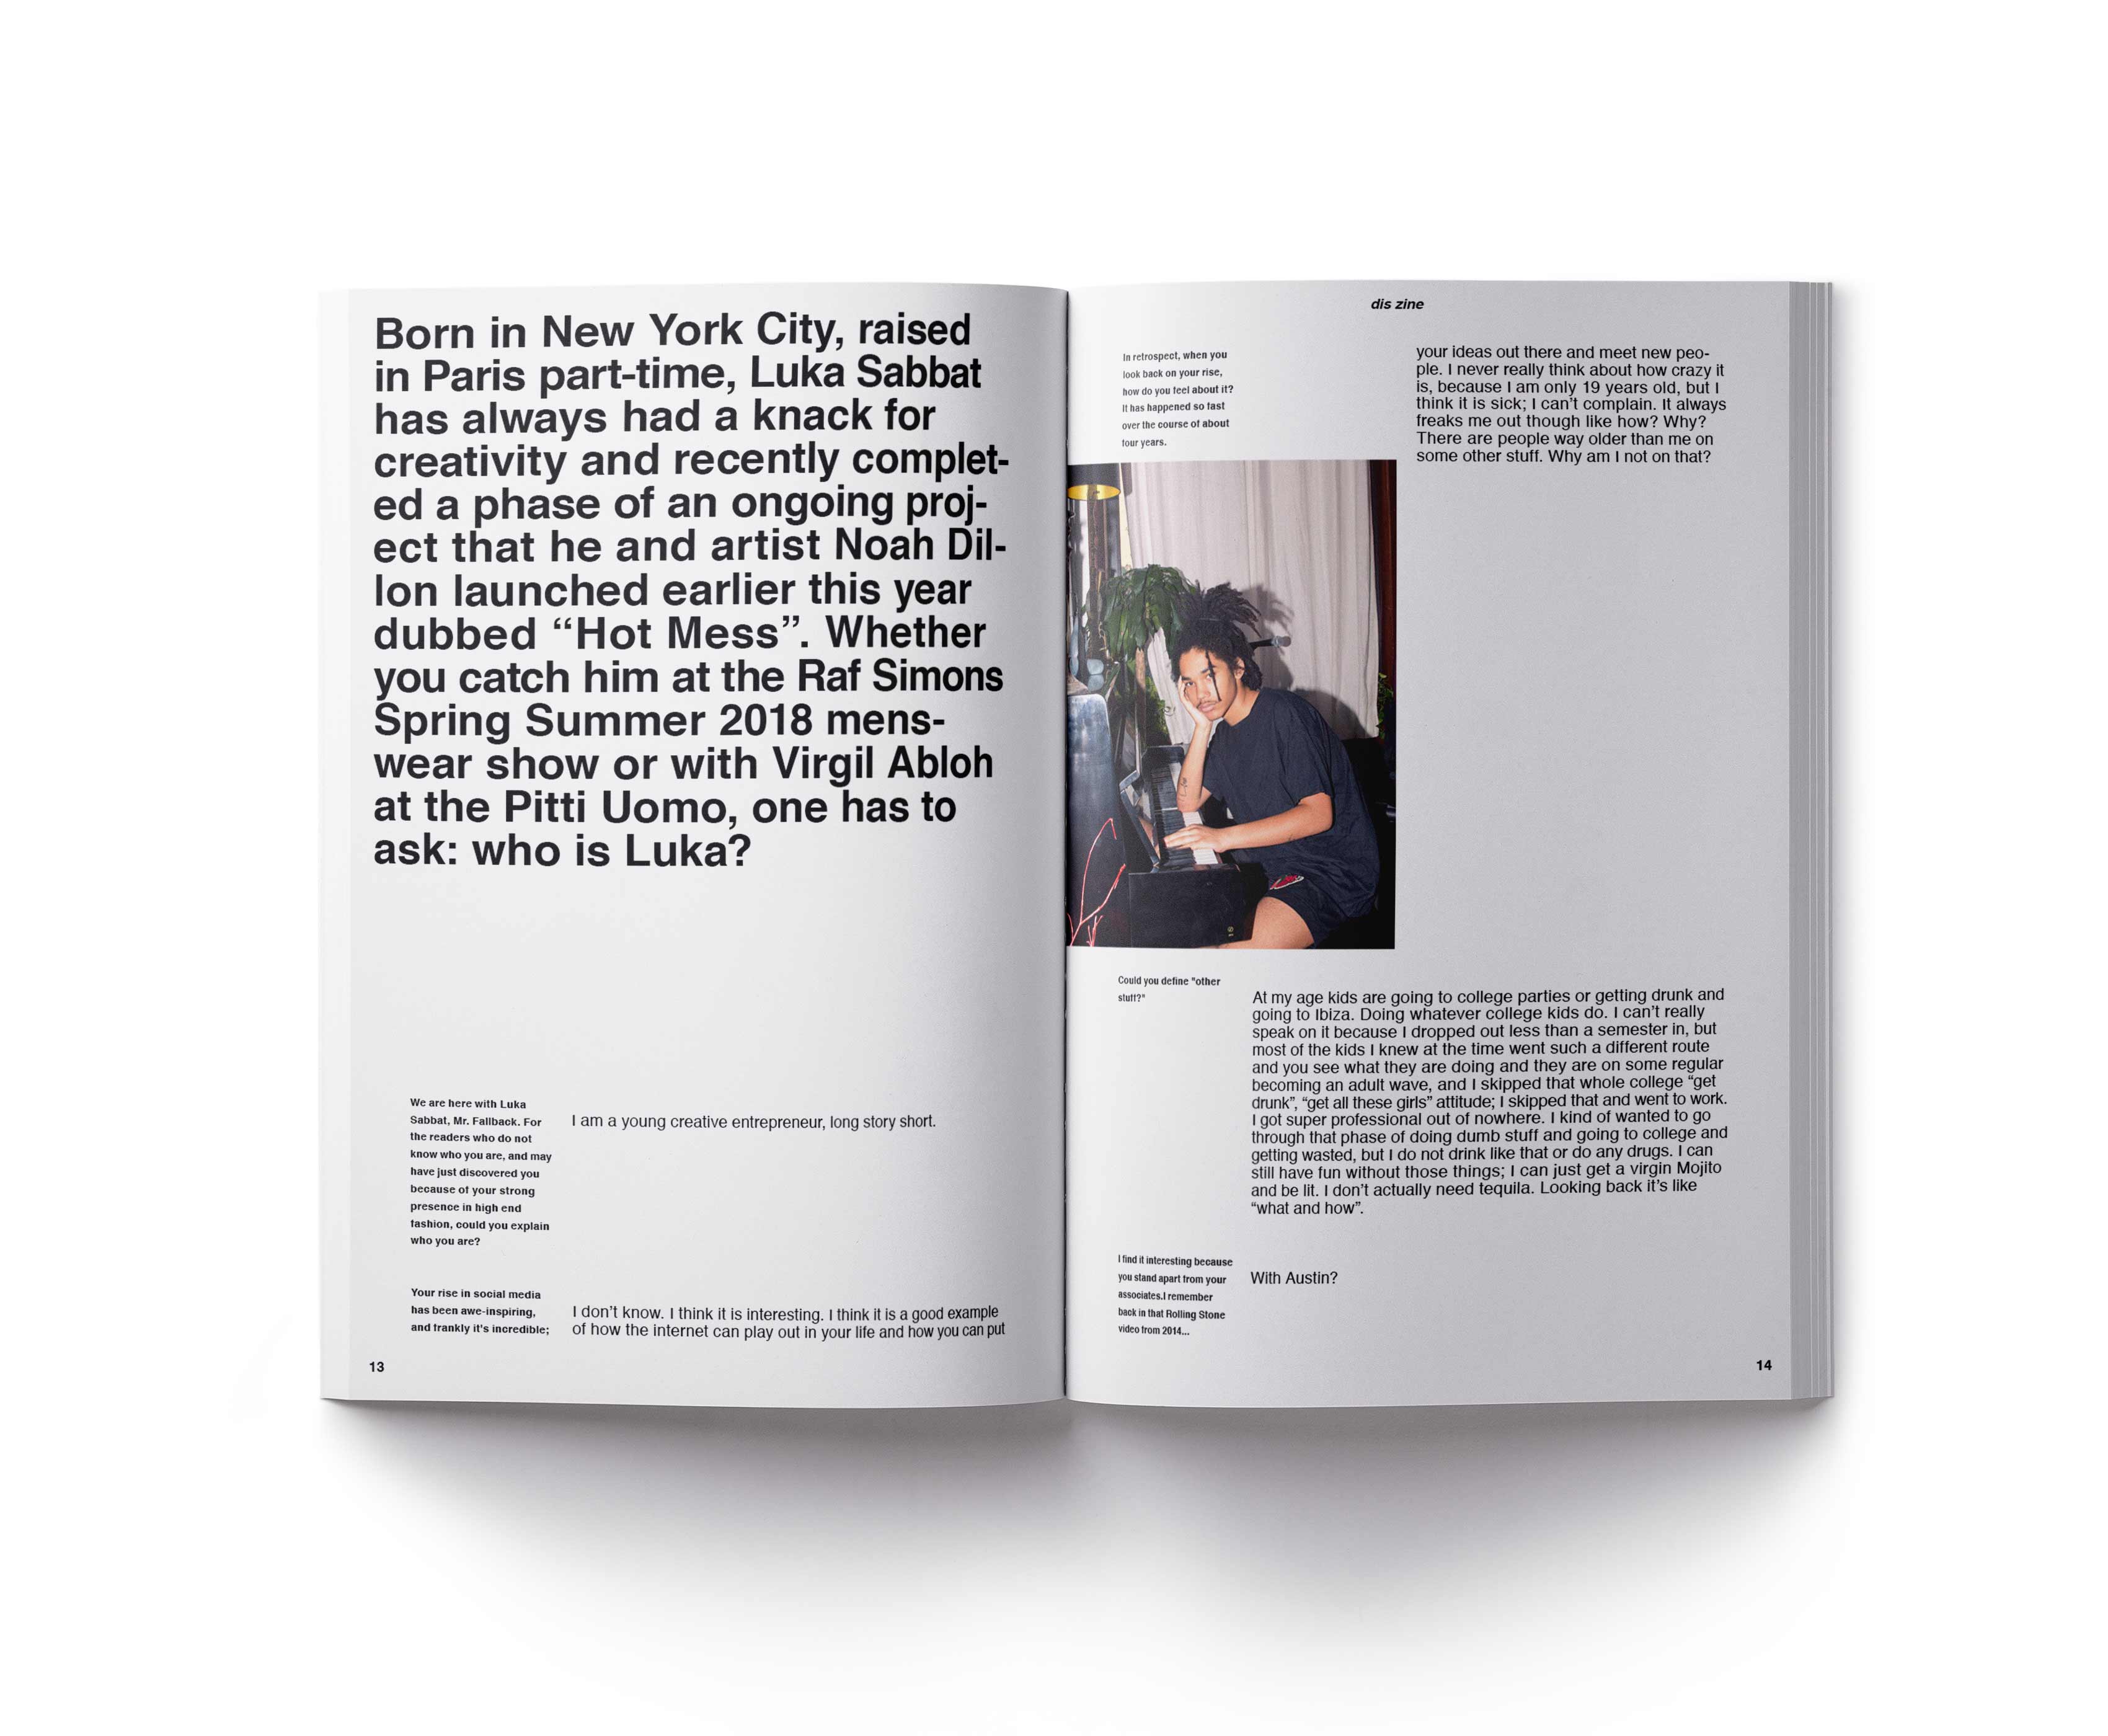 Born in New York City, raised
in Paris part-time, Luka Sabbat
has always had a knack for
creativity and recently complet-
ed a phase of an ongoing proj-
ect that he and artist Noah Dil-
lon launched earlier this year
dubbed “Hot Mess”. Whether
you catch him at the Raf Simons
Spring Summer 2018 mens-
wear show or with Virgil Abloh
at the Pitti Uomo, one has to
ask: who is Luka?
We are here with Luka
Sabbat, Mr. Fallback. For
the readers who do not
know who you are, and may
have just discovered you
because of your strong
presence in high end
fashion, could you explain
who you are?
I am a young creative entrepreneur, long story short.
Your rise in social media
has been awe-inspiring,
and frankly it's incredible;
I don’t know. I think it is interesting. I think it is a good example
of how the internet can play out in your life and how you can put
13
dis zine
In retrospect, when you
look back on your rise,
how do you feel about it?
It has happened so fast
over the course of about
four years.
your ideas out there and meet new peo-
ple. I never really think about how crazy it
is, because I am only 19 years old, but I
think it is sick; I can’t complain. It always
freaks me out though like how? Why?
There are people way older than me on
some other stuff. Why am I not on that?
Could you define "other
stuff?"
At my age kids are going to college parties or getting drunk and
going to Ibiza. Doing whatever college kids do. I can’t really
speak on it because I dropped out less than a semester in, but
most of the kids I knew at the time went such a different route
and you see what they are doing and they are on some regular
becoming an adult wave, and I skipped that whole college “get
drunk”, “get all these girls” attitude; I skipped that and went to work.
I got super professional out of nowhere. I kind of wanted to go
through that phase of doing dumb stuff and going to college and
getting wasted, but I do not drink like that or do any drugs. I can
still have fun without those things; I can just get a virgin Mojito
and be lit. I don’t actually need tequila. Looking back it’s like
“what and how”.
I find it interesting because
you stand apart from your
associates.I remember
back in that Rolling Stone
video from 2014...
With Austin?
14